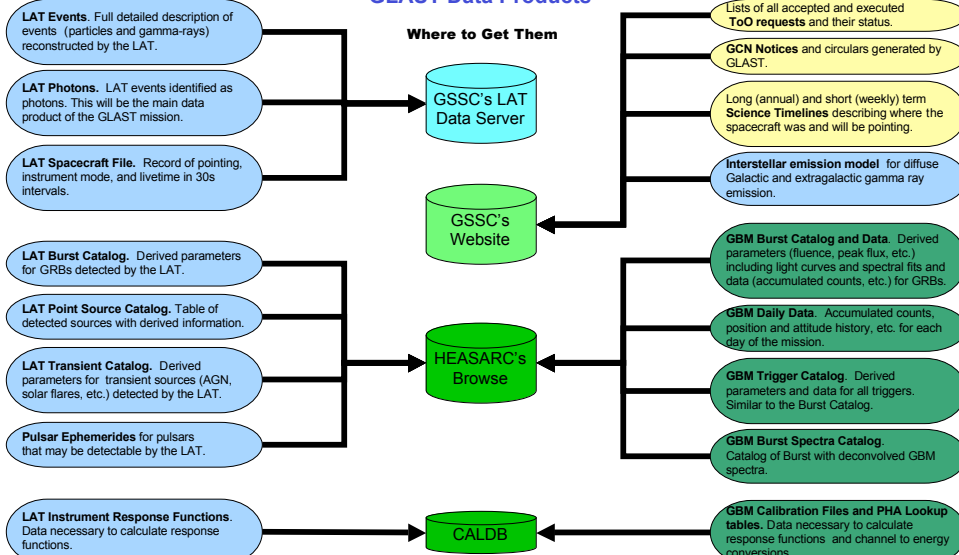 GLAST Data Products
Where to Get Them
LAT Events. Full detailed description of
events (particles and gamma-rays)
reconstructed by the LAT.
LAT Photons. LAT events identified as
photons. This will be the main data
product of the GLAST mission.
LAT Spacecraft File. Record of pointing,
instrument mode, and livetime in 30s
intervals.
GSSC's LAT
Data Server
Lists of all accepted and executed
ToO requests and their status.
GCN Notices and circulars generated by
GLAST.
Long (annual) and short (weekly) term
Science Timelines describing where the
spacecraft was and will be pointing.
Interstellar emission model for diffuse
Galactic and extragalactic gamma ray
emission.
GSSC's
Website
LAT Burst Catalog. Derived parameters
for GRBs detected by the LAT.
LAT Point Source Catalog. Table of
detected sources with derived information.
LAT Transient Catalog. Derived
parameters for transient sources (AGN,
solar flares, etc.) detected by the LAT.
Pulsar Ephemerides for pulsars
that may be detectable by the LAT.
HEASARC's
Browse
GBM Burst Catalog and Data. Derived
parameters (fluence, peak flux, etc.)
including light curves and spectral fits and
data (accumulated counts, etc.) for GRBs.
GBM Daily Data. Accumulated counts,
position and attitude history, etc. for each
day of the mission.
GBM Trigger Catalog. Derived
parameters and data for all triggers.
Similar to the Burst Catalog.
GBM Burst Spectra Catalog.
Catalog of Burst with deconvolved GBM
spectra.
LAT Instrument Response Functions.
Data necessary to calculate response
functions.
CALDB
GBM Calibration Files and PHA Lookup
tables. Data necessary to calculate
response functions and channel to energy
conversions.